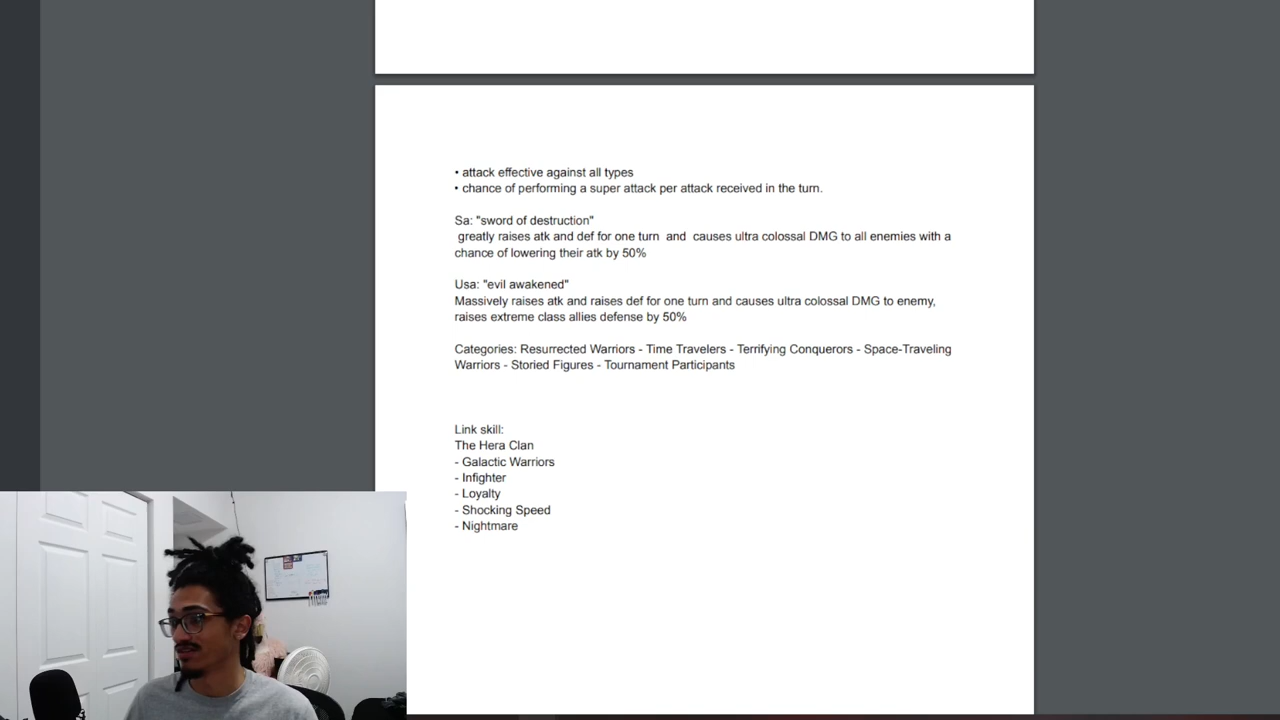 • attack effective against all types
• chance of performing a super attack per attack received in the turn.
Sa: "sword of destruction"
greatly raises atk and def for one turn and causes ultra colossal DMG to all enemies with a
chance of lowering their atk by 50%
Usa: "evil awakened"
Massively raises atk and raises def for one turn and causes ultra colossal DMG to enemy,
raises extreme class allies defense by 50%
Categories: Resurrected Warriors - Time Travelers - Terrifying Conquerors - Space-Traveling
Warriors - Storied Figures - Tournament Participants
Link skill:
The Hera Clan
- Galactic Warriors
- Infighter
- Loyalty
- Shocking Speed
- Nightmare